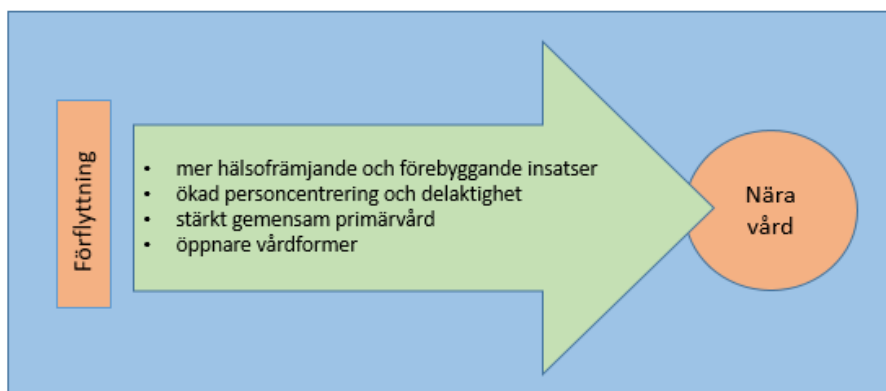 Förflyttning
• mer hälsofrämjande och förebyggande insatser
• ökad personcentrering och delaktighet
• stärkt gemensam primärvård
• öppnare vårdformer
Nära
vård